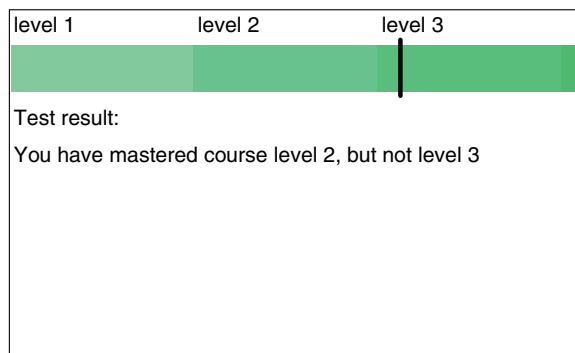 level 1 level 2 level 3
Test result:
You have mastered course level 2, but not level 3